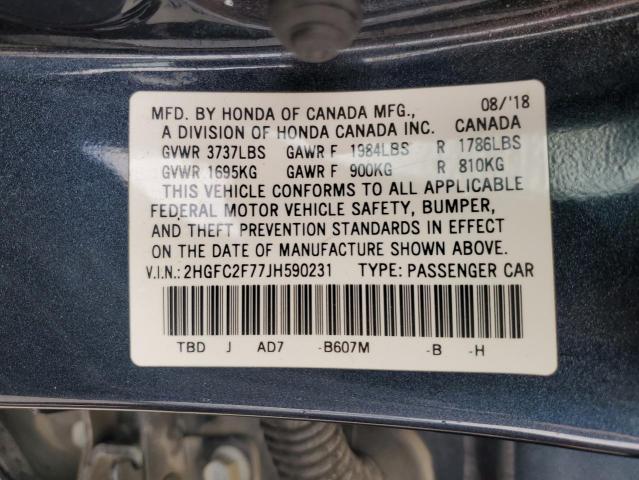 MFD. BY HONDA OF CANADA MFG., 08/'18
A DIVISION OF HONDA CANADA INC. CANADA
GVWR 3737LBS GAWR F 1984LBS R 1786LBS
GVWR 1695KG GAWR F 900KG R 810KG
THIS VEHICLE CONFORMS TO ALL APPLICABLE
FEDERAL MOTOR VEHICLE SAFETY, BUMPER,
AND THEFT PREVENTION STANDARDS IN EFFECT
ON THE DATE OF MANUFACTURE SHOWN ABOVE.
V.I.N.: 2HGFC2F77JH590231 TYPE: PASSENGER CAR
TBD J AD7 -B607M -B -H